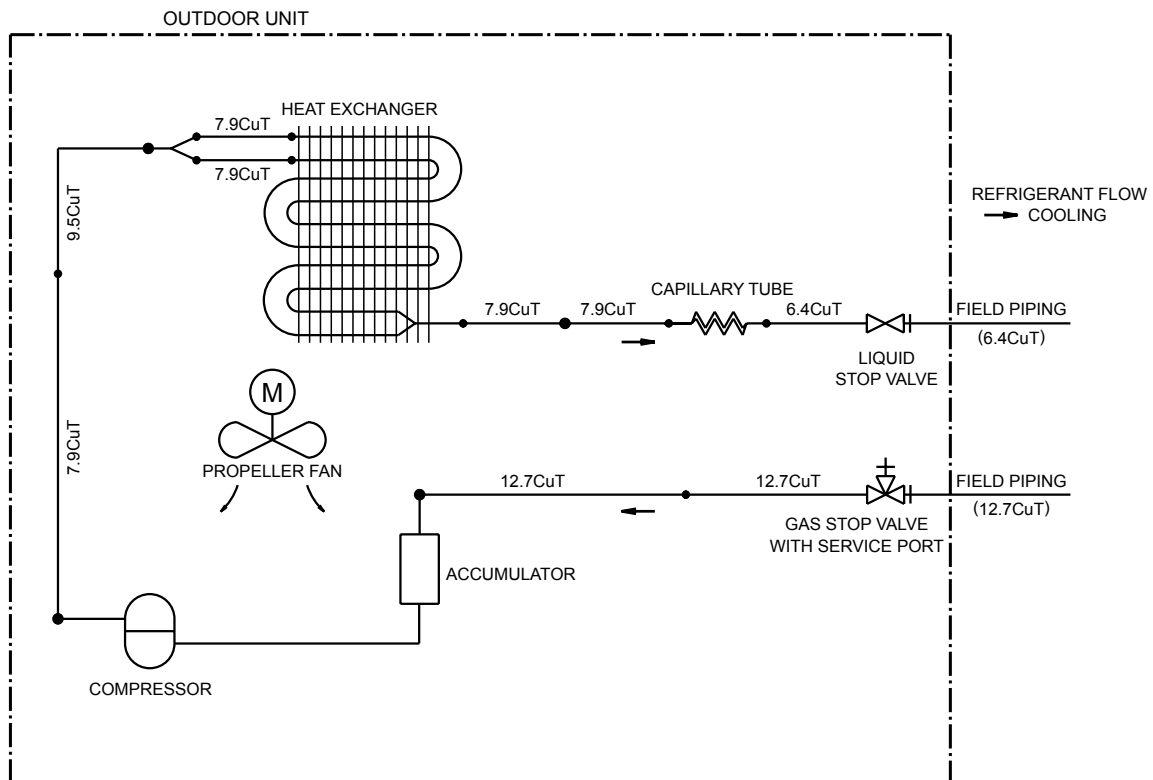 OUTDOOR UNIT
HEAT EXCHANGER
7.9CuT
7.9CuT
9.5CuT
REFRIGERANT FLOW
COOLING
CAPILLARY TUBE
7.9CuT
7.9CuT
6.4CuT
FIELD PIPING
(6.4CuT)
LIQUID
STOP VALVE
M
7.9CuT
PROPELLER FAN
12.7CuT
12.7CuT
FIELD PIPING
(12.7CuT)
GAS STOP VALVE
WITH SERVICE PORT
ACCUMULATOR
COMPRESSOR